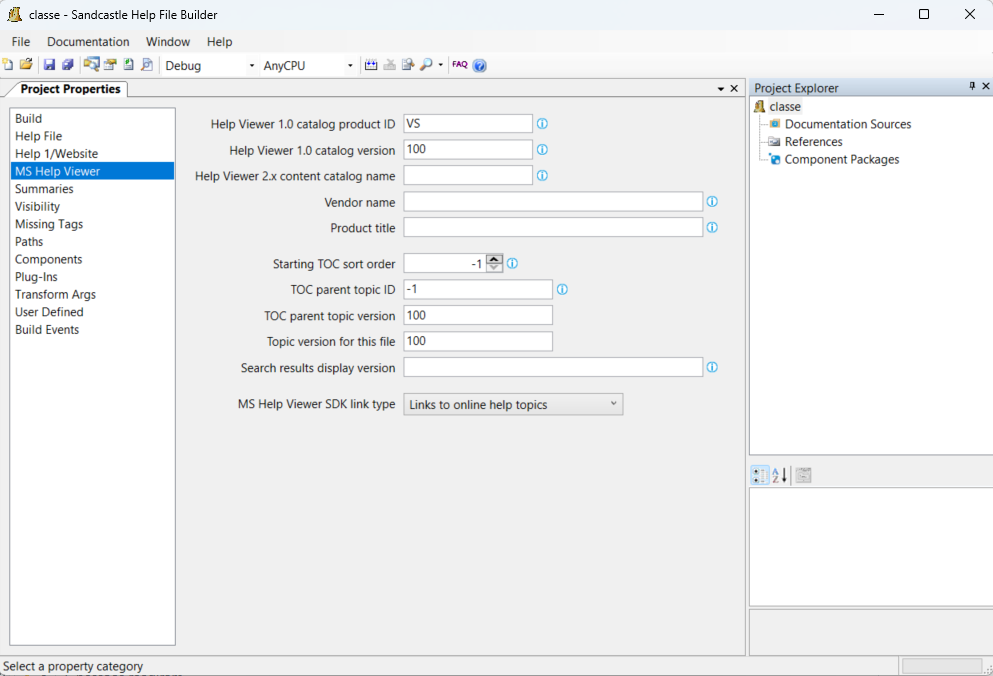 classe - Sandcastle Help File Builder
File Documentation Window Help
Debug AnyCPU FAQ
Project Properties
Project Explorer
Build
Help File
Help 1/Website
MS Help Viewer
Summaries
Visibility
Missing Tags
Paths
Components
Plug-Ins
Transform Args
User Defined
Build Events
Help Viewer 1.0 catalog product ID VS
Help Viewer 1.0 catalog version 100
Help Viewer 2.x content catalog name
Vendor name
Product title
Starting TOC sort order -1
TOC parent topic ID -1
TOC parent topic version 100
Topic version for this file 100
Search results display version
MS Help Viewer SDK link type Links to online help topics
classe
Documentation Sources
References
Component Packages
Select a property category